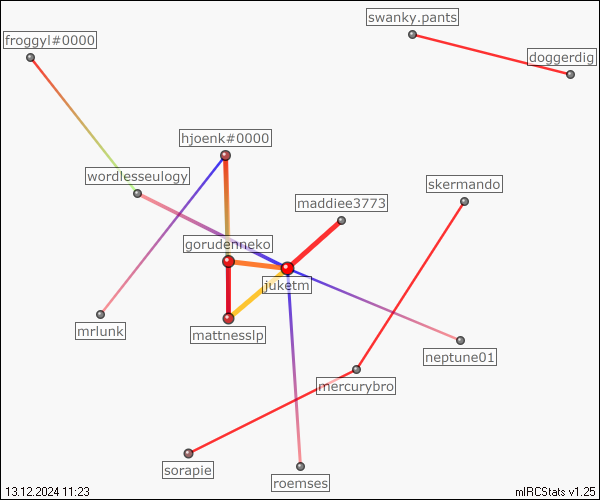 swanky.pants
froggyl#0000
doggerdig
hjoenk#0000
wordlesseulogy
skermando
maddiee3773
gorudenneko
juketm
mrlunk
mattnesslp
neptune01
mercurybro
sorapie
roemses
13.12.2024 11:23
mIRCStats v1.25